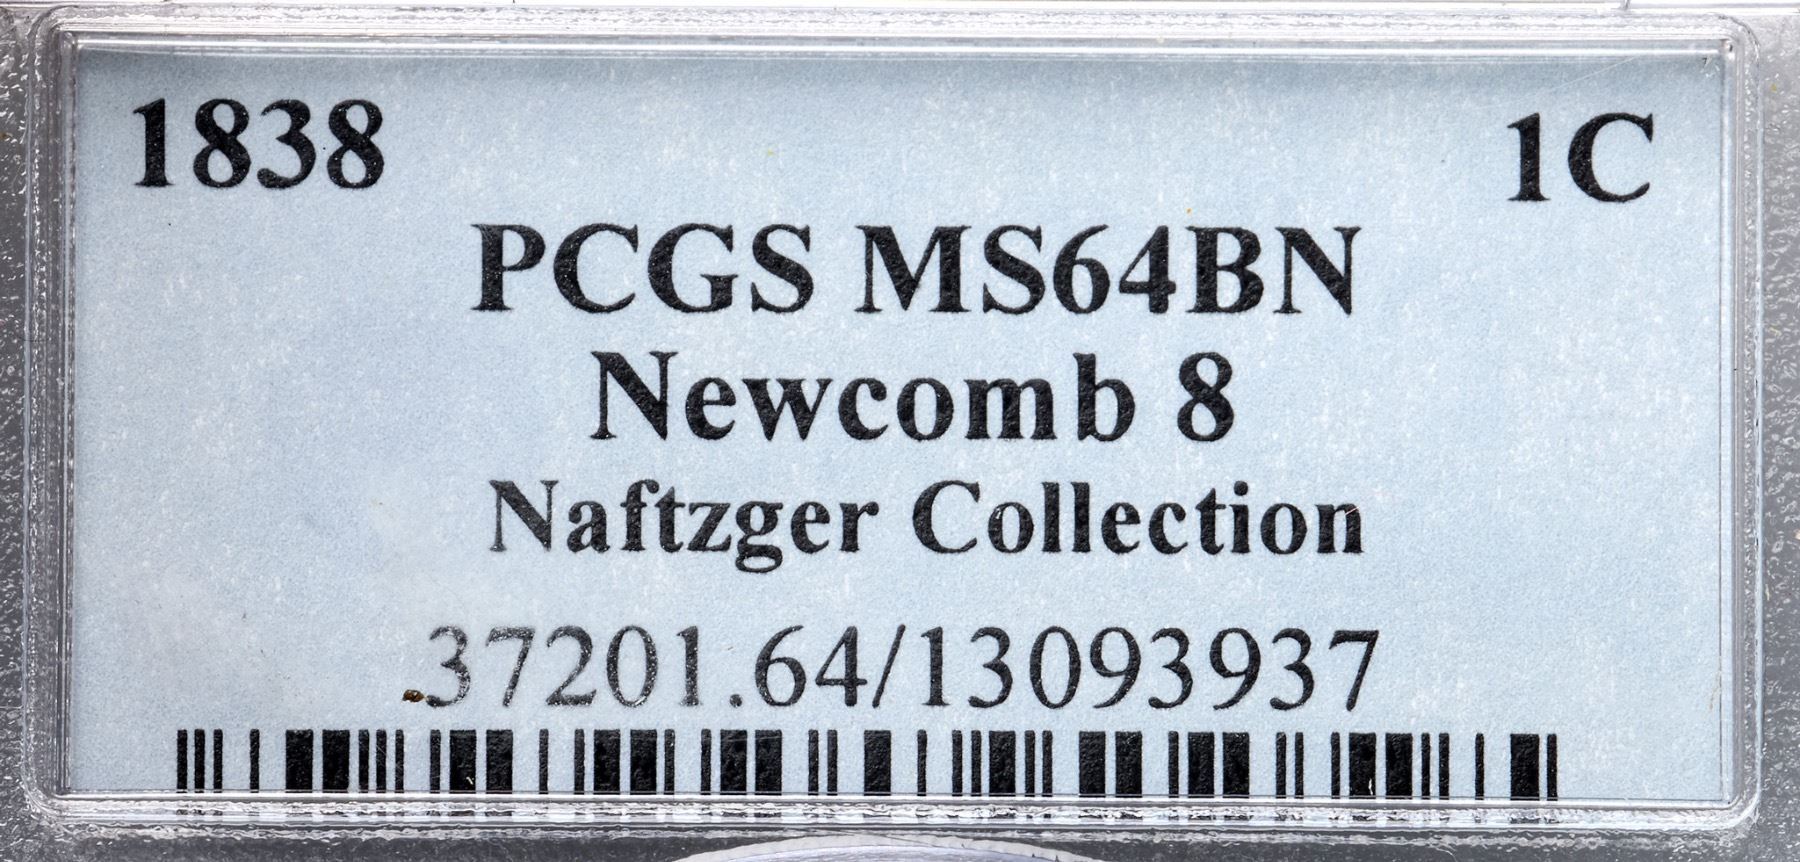 1838 1C
PCGS MS64BN
Newcomb 8
Naftzger Collection
37201.64/13093937